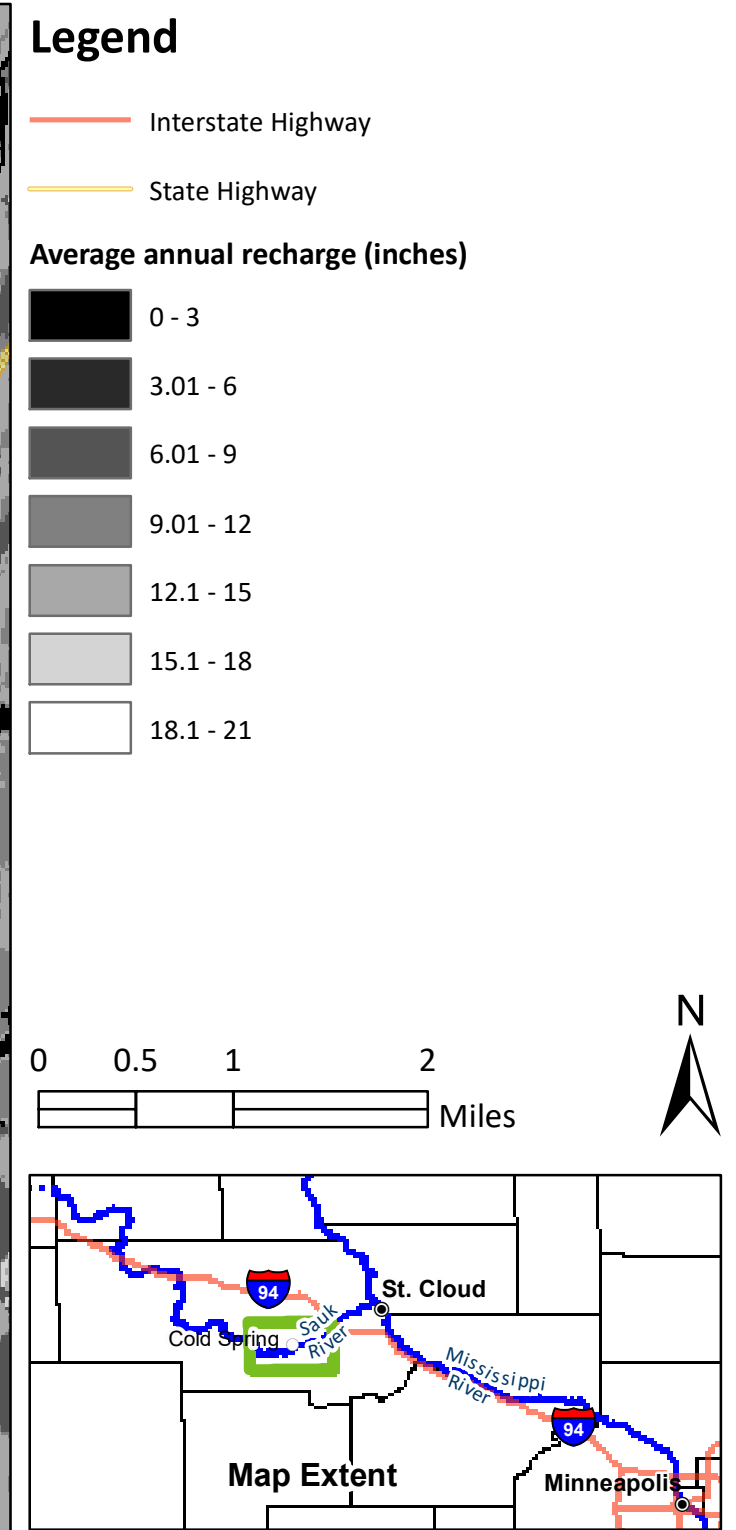 Legend
Interstate Highway
State Highway
Average annual recharge (inches)
0 - 3
3.01 - 6
6.01 - 9
9.01 - 12
12.1 - 15
15.1 - 18
18.1 - 21
N
0 0.5 1 2
Miles
94
St. Cloud
Sauk
River
Cold Spring
Mississippi
River
94
Map Extent
Minneapolis